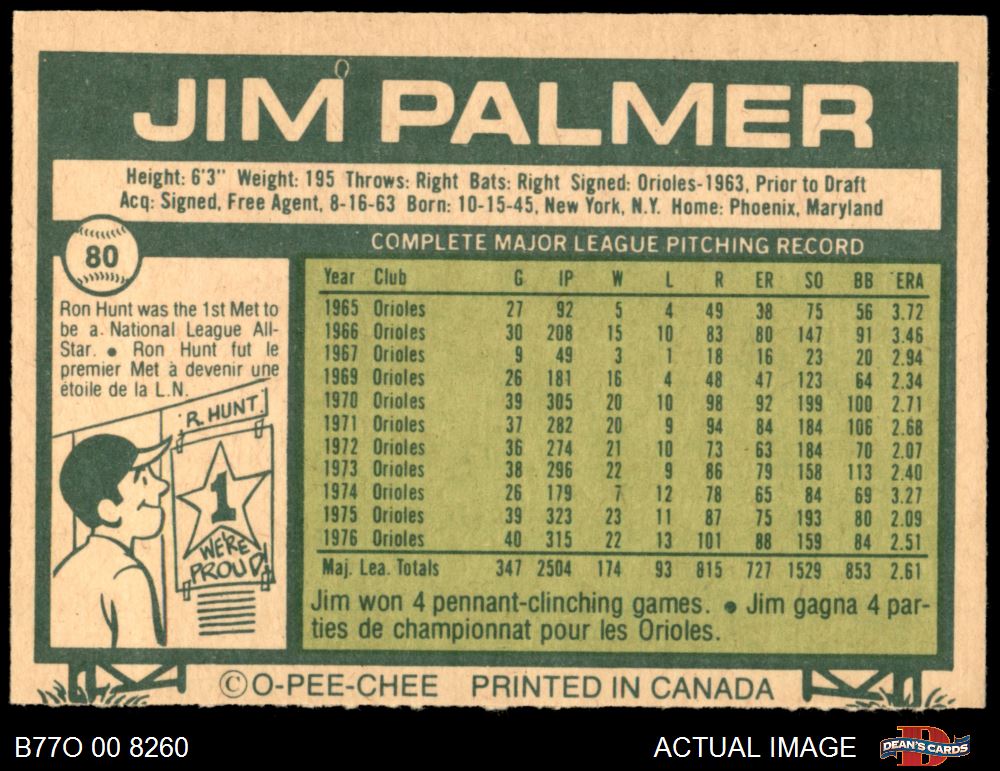 JIM PALMER
Height: 6'3" Weight: 195 Throws: Right Bats: Right Signed: Orioles-1963, Prior to Draft
Acq: Signed, Free Agent, 8-16-63 Born: 10-15-45, New York, N.Y. Home: Phoenix, Maryland
80
Ron Hunt was the 1st Met to
be a National League All-
Star. ● Ron Hunt fut le
premier Met à devenir une
étoile de la L.N.
R. HUNT
1
WE'RE
PROUD!
COMPLETE MAJOR LEAGUE PITCHING RECORD
Year Club G IP W L R ER SO BB ERA
1965 Orioles 27 92 5 4 49 38 75 56 3.72
1966 Orioles 30 208 15 10 83 80 147 91 3.46
1967 Orioles 9 49 3 1 18 16 23 20 2.94
1969 Orioles 26 181 16 4 48 47 123 64 2.34
1970 Orioles 39 305 20 10 98 92 199 100 2.71
1971 Orioles 37 282 20 9 94 84 184 106 2.68
1972 Orioles 36 274 21 10 73 63 184 70 2.07
1973 Orioles 38 296 22 9 86 79 158 113 2.40
1974 Orioles 26 179 7 12 78 65 84 69 3.27
1975 Orioles 39 323 23 11 87 75 193 80 2.09
1976 Orioles 40 315 22 13 101 88 159 84 2.51
Maj. Lea. Totals 347 2504 174 93 815 727 1529 853 2.61
Jim won 4 pennant-clinching games. ● Jim gagna 4 par-
ties de championnat pour les Orioles.
©O-PEE-CHEE PRINTED IN CANADA
B77O 00 8260
ACTUAL IMAGE
DEAN'S CARDS